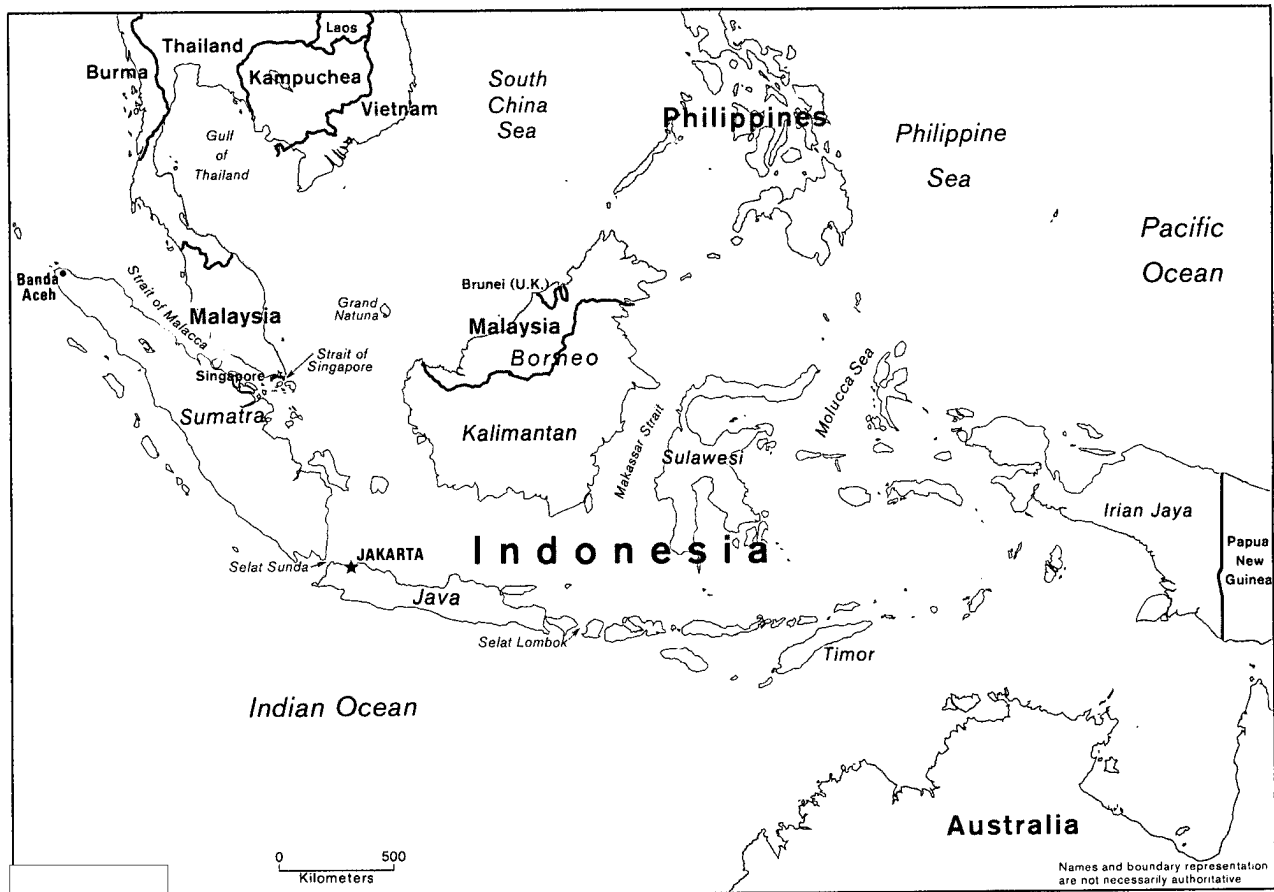 Laos
Thailand
Burma
Kampuchea
Vietnam
Gulf
of
Thailand
South
China
Sea
Philippines
Philippine
Sea
Pacific
Ocean
Banda
Aceh
Strait of Malacca
Malaysia
Grand
Natuna
Brunei (U.K.)
Malaysia
Borneo
Strait of
Singapore
Singapore
Sumatra
Kalimantan
Makassar Strait
Sulawesi
Molucca Sea
Irian Jaya
Papua
New
Guinea
Indonesia
Selat Sunda
JAKARTA
Java
Selat Lombok
Timor
Indian Ocean
Australia
0 500
Kilometers
Names and boundary representation
are not necessarily authoritative